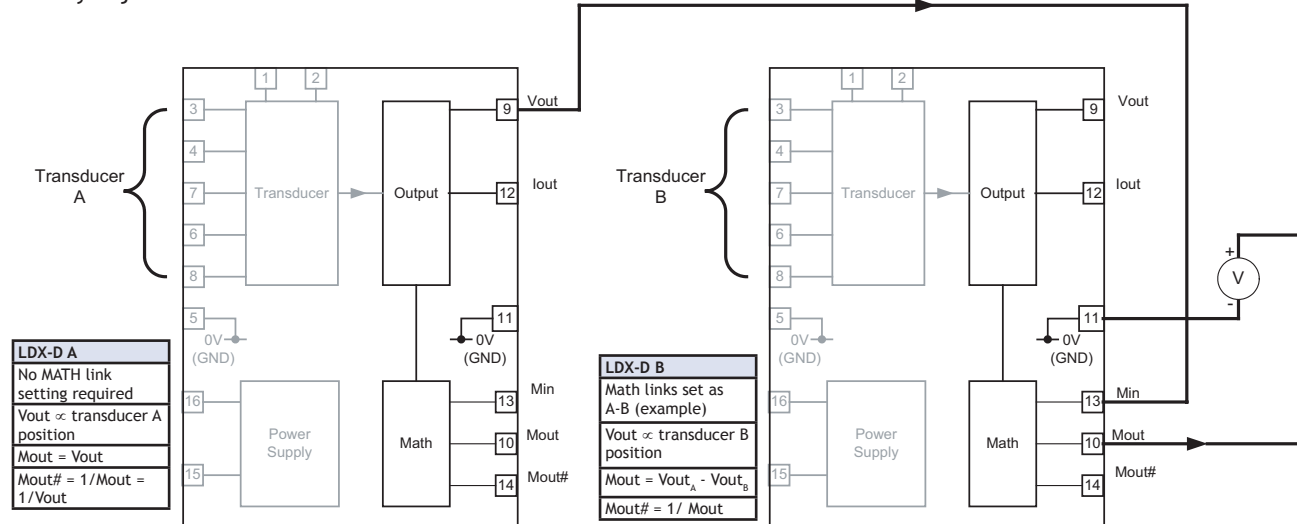 1
2
3
4
7
6
8
5
16
15
Transducer
A
Transducer
Output
9
Vout
12
Iout
11
0V
(GND)
0V
(GND)
Power
Supply
Math
13
Min
10
Mout
14
Mout#
LDX-D A
No MATH link
setting required
Vout ∝ transducer A
position
Mout = Vout
Mout# = 1/Mout =
1/Vout
1
2
3
4
7
6
8
5
16
15
Transducer
B
Transducer
Output
9
Vout
12
Iout
11
0V
(GND)
0V
(GND)
Power
Supply
Math
13
Min
10
Mout
14
Mout#
LDX-D B
Math links set as
A-B (example)
Vout ∝ transducer B
position
Mout = Vout_A - Vout_B
Mout# = 1/ Mout
+
V
-